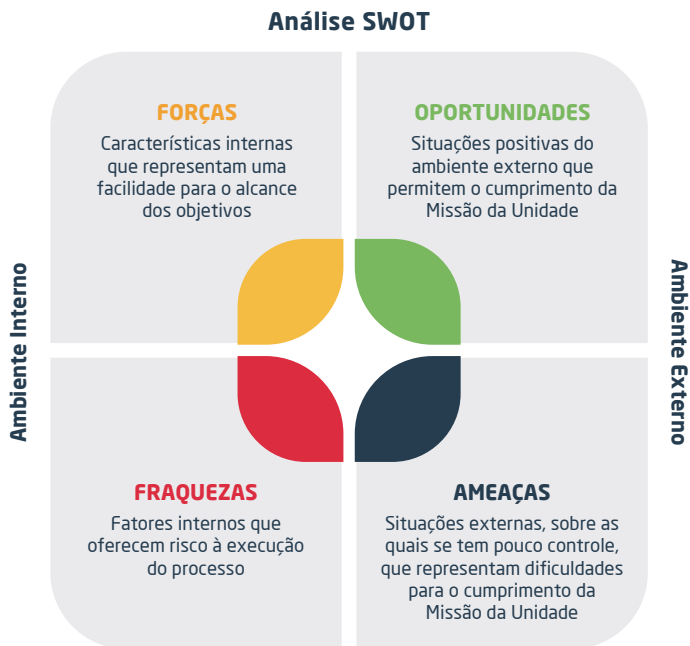 Análise SWOT
FORÇAS
Características internas
que representam uma
facilidade para o alcance
dos objetivos
OPORTUNIDADES
Situações positivas do
ambiente externo que
permitem o cumprimento da
Missão da Unidade
Ambiente Interno
Ambiente Externo
FRAQUEZAS
Fatores internos que
oferecem risco à execução
do processo
AMEAÇAS
Situações externas, sobre as
quais se tem pouco controle,
que representam dificuldades
para o cumprimento da
Missão da Unidade